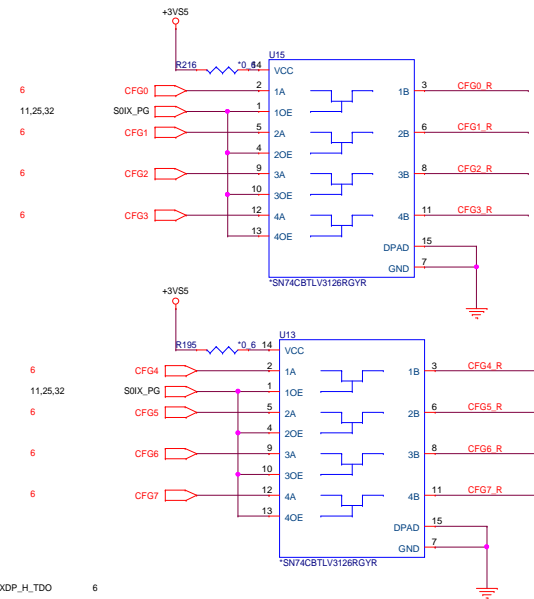 +3VS5
R216 *0_6 14 VCC
U15
6 CFG0 2 1A 1B 3 CFG0_R
11,25,32 S0IX_PG 1 1OE
6 CFG1 5 2A 2B 6 CFG1_R
4 2OE
6 CFG2 9 3A 3B 8 CFG2_R
10 3OE
6 CFG3 12 4A 4B 11 CFG3_R
13 4OE
DPAD 15
GND 7
*SN74CBTLV3126RGYR
+3VS5
R195 *0_6 14 VCC
U13
6 CFG4 2 1A 1B 3 CFG4_R
11,25,32 S0IX_PG 1 1OE
6 CFG5 5 2A 2B 6 CFG5_R
4 2OE
6 CFG6 9 3A 3B 8 CFG6_R
10 3OE
6 CFG7 12 4A 4B 11 CFG7_R
13 4OE
DPAD 15
GND 7
*SN74CBTLV3126RGYR
XDP_H_TDO 6